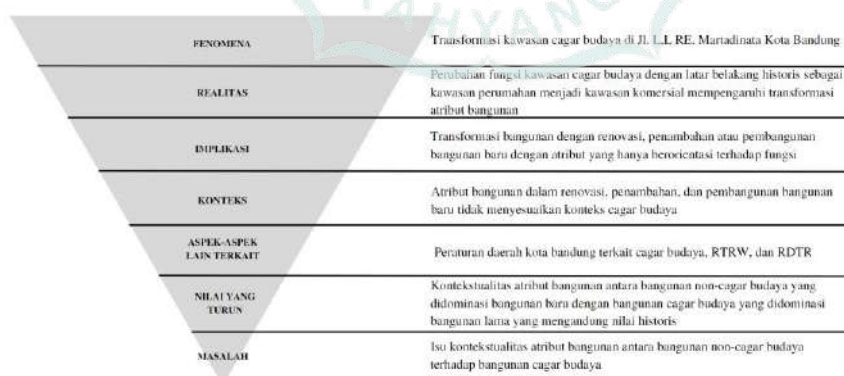 TAHYANG
FENOMENA
Transformasi kawasan cagar budaya di Jl. L.L RE. Martadinata Kota Bandung
REALITAS
Perubahan fungsi kawasan cagar budaya dengan latar belakang historis sebagai
kawasan perumahan menjadi kawasan komersial mempengaruhi transformasi
atribut bangunan
IMPLIKASI
Transformasi bangunan dengan renovasi, penambahan atau pembangunan
bangunan baru dengan atribut yang hanya berorientasi terhadap fungsi
KONTEKS
Atribut bangunan dalam renovasi, penambahan, dan pembangunan bangunan
baru tidak menyesuaikan konteks cagar budaya
ASPEK-ASPEK
LAIN TERKAIT
Peraturan daerah kota bandung terkait cagar budaya, RTRW, dan RDTR
NILAI YANG
TURUN
Kontekstualitas atribut bangunan antara bangunan non-cagar budaya yang
didominasi bangunan baru dengan bangunan cagar budaya yang didominasi
bangunan lama yang mengandung nilai historis
MASALAH
Isu kontekstualitas atribut bangunan antara bangunan non-cagar budaya
terhadap bangunan cagar budaya